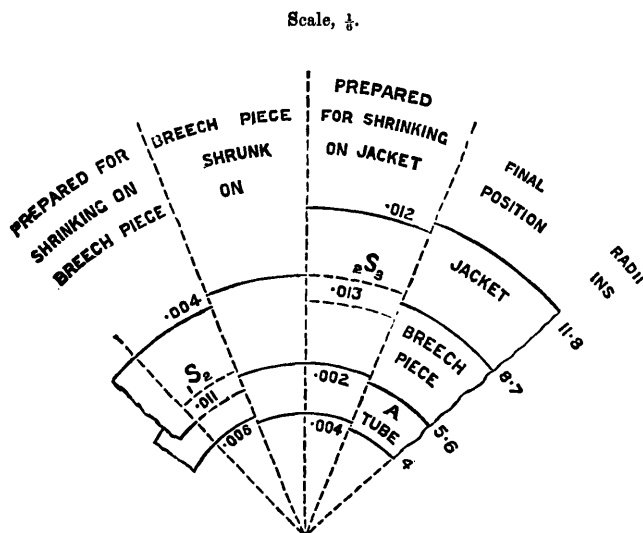 Scale, 1/6.
PREPARED FOR
SHRINKING ON
BREECH PIECE
BREECH PIECE
SHRUNK
ON
PREPARED
FOR SHRINKING
ON JACKET
FINAL
POSITION
RADII
INS
.012
JACKET
11.8
₂S₃
.013
.004
BREECH
PIECE
8.7
₁S₂
.011
.002
A
TUBE
5.6
.006
.004
4